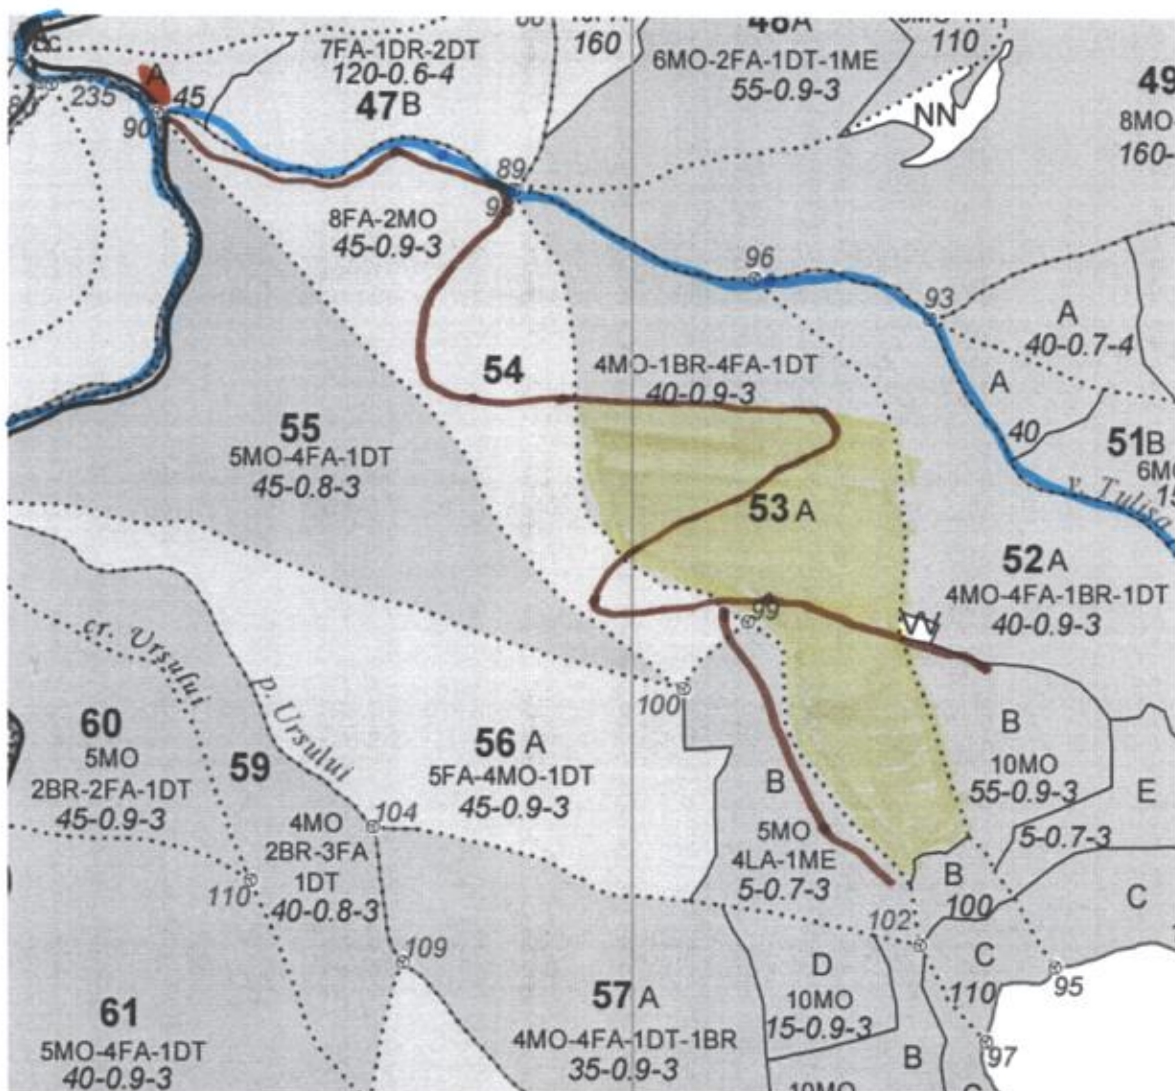 48A
6MO-2FA-1DT-1ME
55-0.9-3
160
110
7FA-1DR-2DT
120-0.6-4
47B
49
8MO
160-
NN
A
235
45
90
89
8FA-2MO
45-0.9-3
96
93
A
40-0.7-4
A
40
51B
6M
54
4MO-1BR-4FA-1DT
40-0.9-3
55
5MO-4FA-1DT
45-0.8-3
53 A
52 A
4MO-4FA-1BR-1DT
40-0.9-3
99
100
cr. Ursului
p. Ursului
60
5MO
2BR-2FA-1DT
45-0.9-3
59
56 A
5FA-4MO-1DT
45-0.9-3
B
10MO
55-0.9-3
E
5-0.7-3
B
5MO
4LA-1ME
5-0.7-3
104
4MO
2BR-3FA
1DT
40-0.8-3
110
B
100
C
102
109
D
10MO
15-0.9-3
C
110
95
97
61
5MO-4FA-1DT
40-0.9-3
57 A
4MO-4FA-1DT-1BR
35-0.9-3
B
10MO